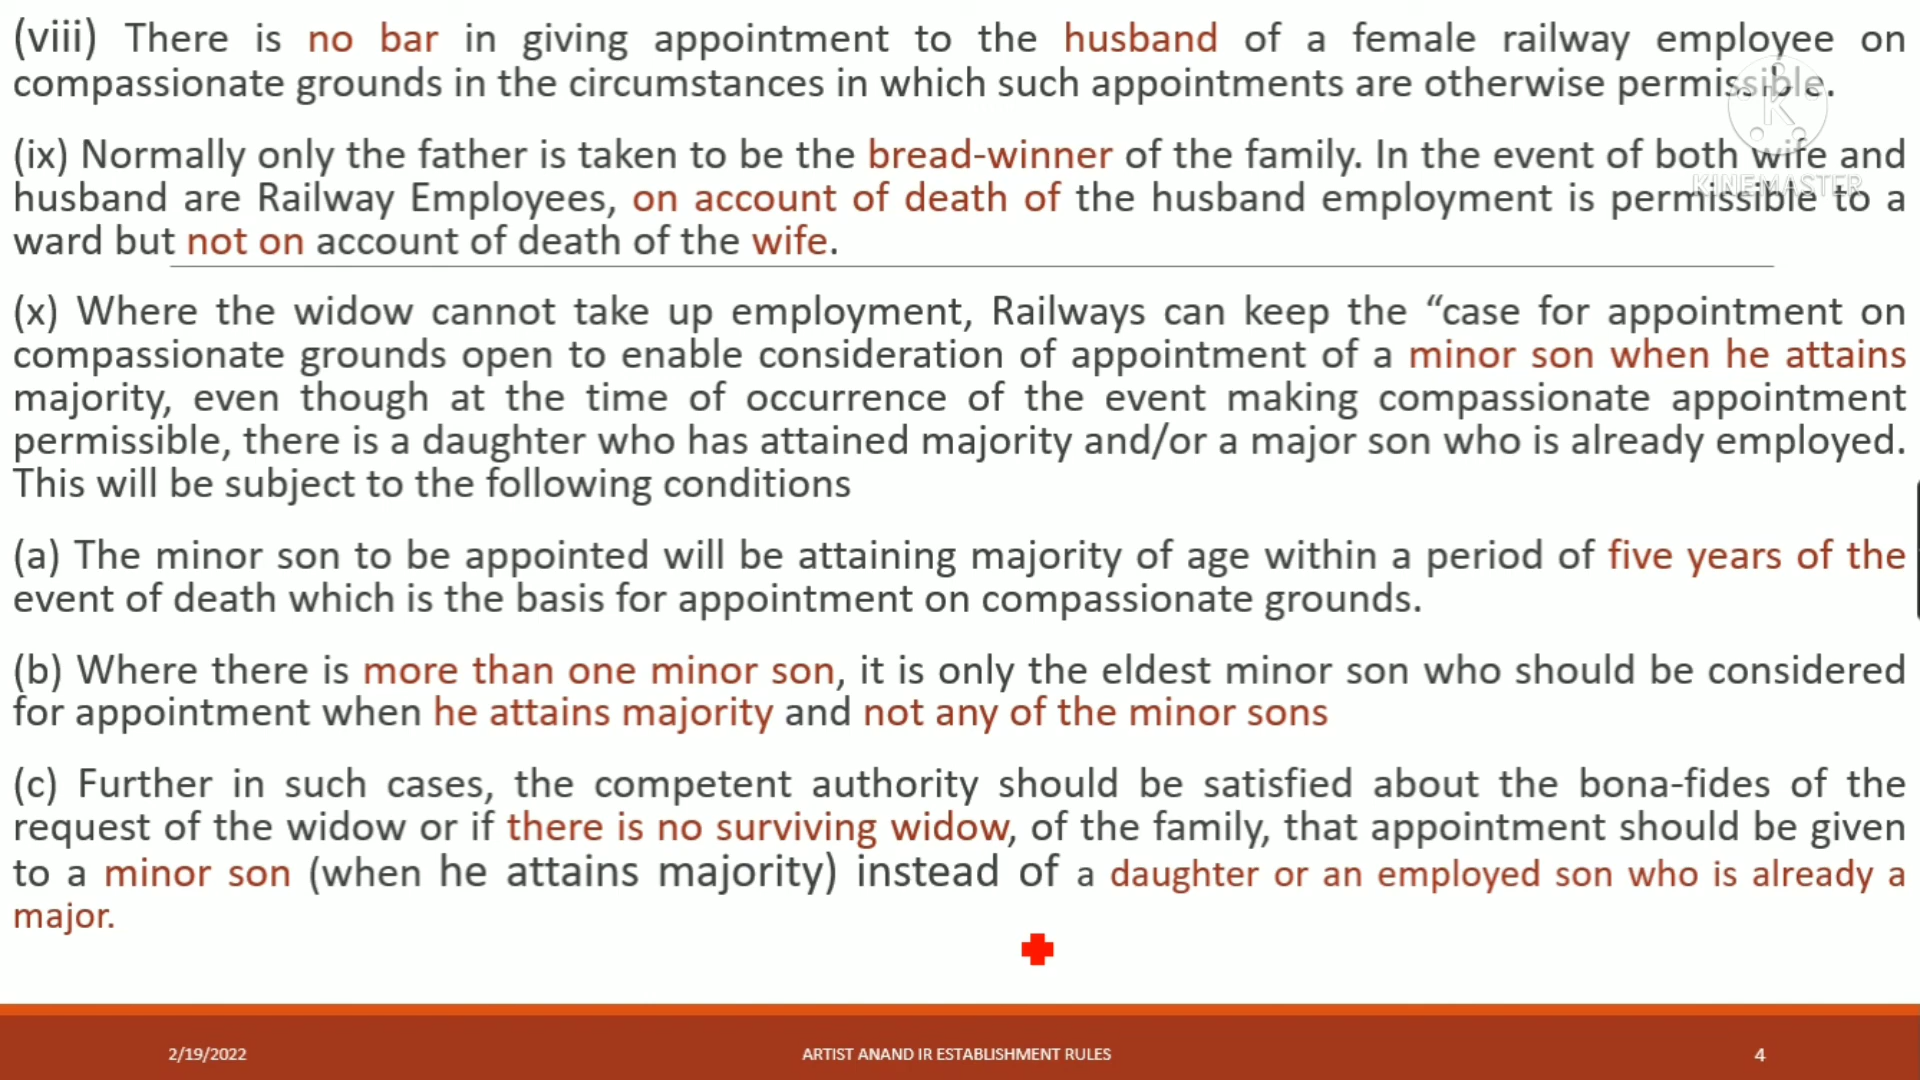 (viii) There is no bar in giving appointment to the husband of a female railway employee on
compassionate grounds in the circumstances in which such appointments are otherwise permissible.
(ix) Normally only the father is taken to be the bread-winner of the family. In the event of both wife and
husband are Railway Employees, on account of death of the husband employment is permissible to a
ward but not on account of death of the wife.
(x) Where the widow cannot take up employment, Railways can keep the “case for appointment on
compassionate grounds open to enable consideration of appointment of a minor son when he attains
majority, even though at the time of occurrence of the event making compassionate appointment
permissible, there is a daughter who has attained majority and/or a major son who is already employed.
This will be subject to the following conditions
(a) The minor son to be appointed will be attaining majority of age within a period of five years of the
event of death which is the basis for appointment on compassionate grounds.
(b) Where there is more than one minor son, it is only the eldest minor son who should be considered
for appointment when he attains majority and not any of the minor sons
(c) Further in such cases, the competent authority should be satisfied about the bona-fides of the
request of the widow or if there is no surviving widow, of the family, that appointment should be given
to a minor son (when he attains majority) instead of a daughter or an employed son who is already a
major.
K
KINEMASTER
2/19/2022
ARTIST ANAND IR ESTABLISHMENT RULES
4